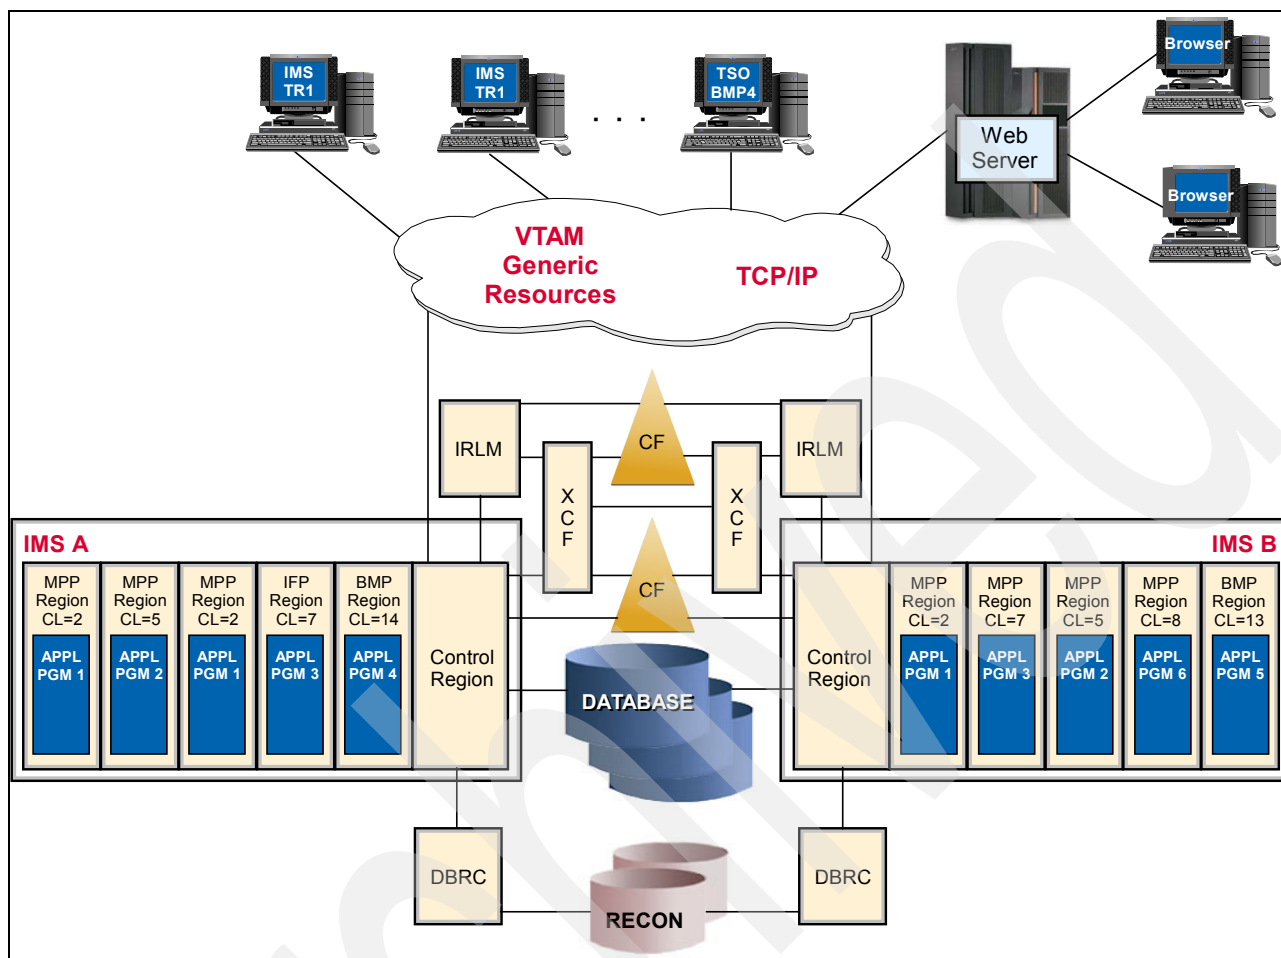 IMS
TR1
IMS
TR1
. . .
TSO
BMP4
Browser
Web
Server
Browser
VTAM
Generic
Resources
TCP/IP
IRLM
CF
IRLM
X
C
F
X
C
F
CF
IMS A
MPP
Region
CL=2
APPL
PGM 1
MPP
Region
CL=5
APPL
PGM 2
MPP
Region
CL=2
APPL
PGM 1
IFP
Region
CL=7
APPL
PGM 3
BMP
Region
CL=14
APPL
PGM 4
Control
Region
DATABASE
IMS B
Control
Region
MPP
Region
CL=2
APPL
PGM 1
MPP
Region
CL=7
APPL
PGM 3
MPP
Region
CL=5
APPL
PGM 2
MPP
Region
CL=8
APPL
PGM 6
BMP
Region
CL=13
APPL
PGM 5
DBRC
RECON
DBRC